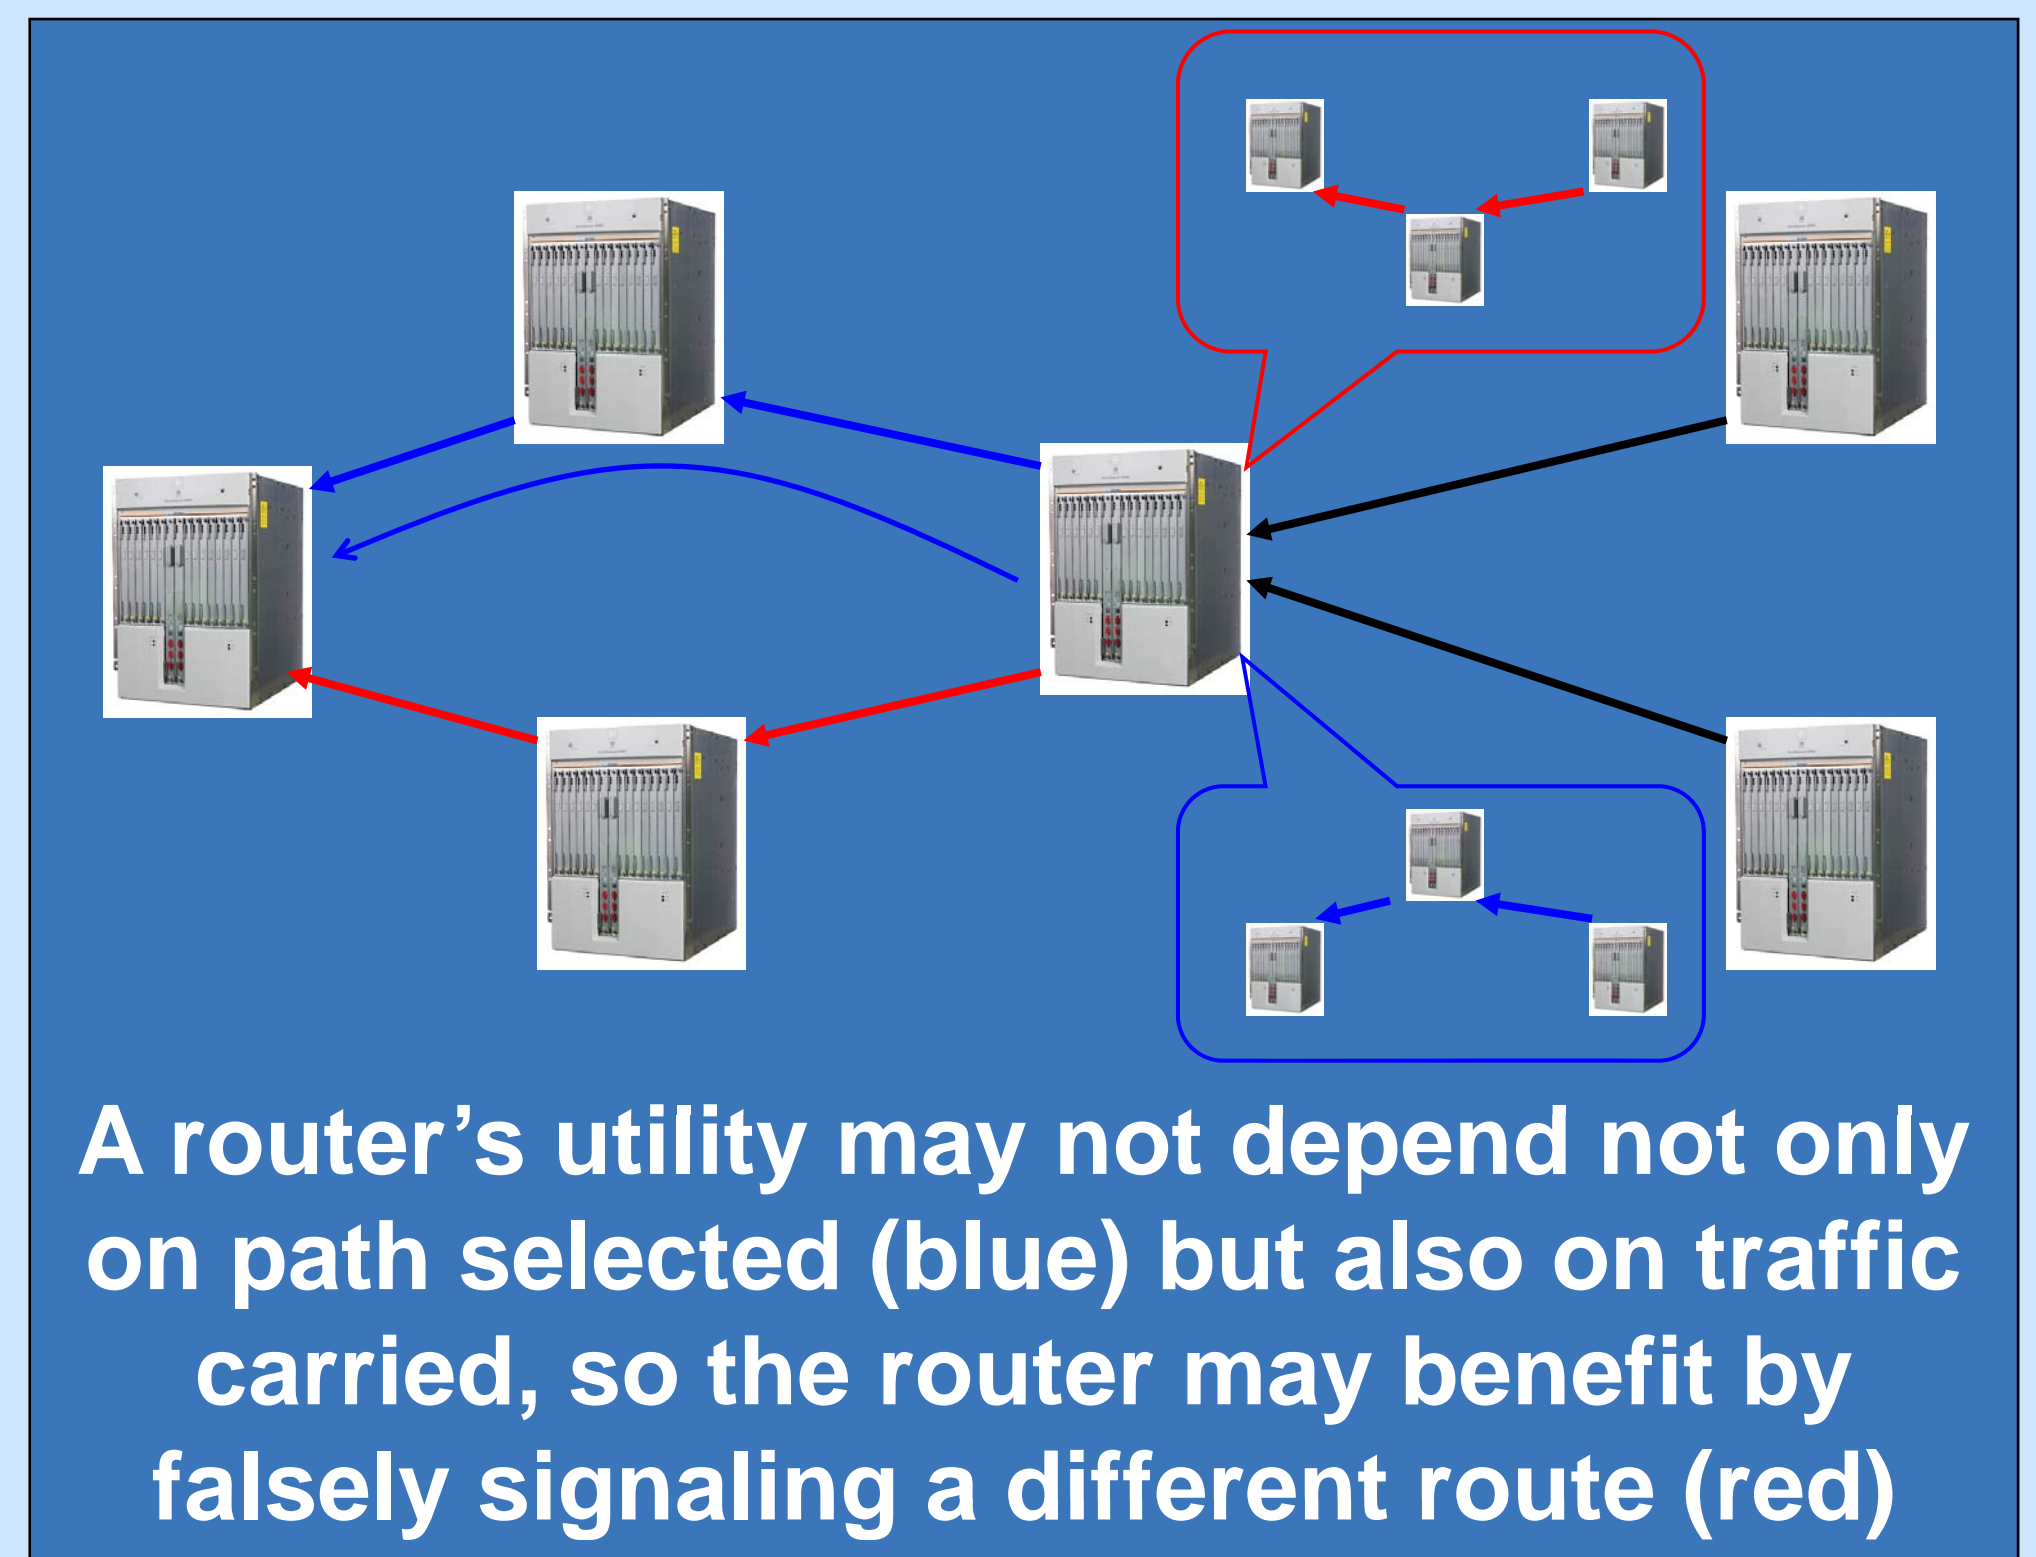 A router’s utility may not depend not only
on path selected (blue) but also on traffic
carried, so the router may benefit by
falsely signaling a different route (red)